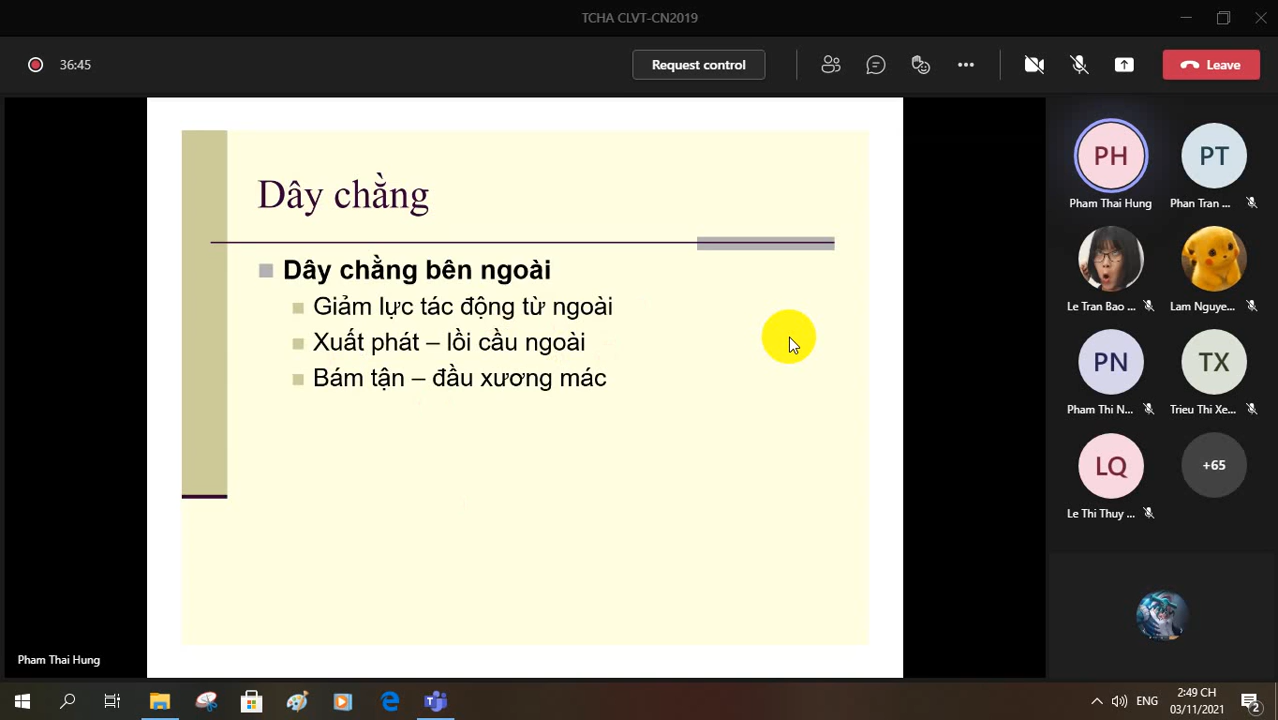 TCHA CLVT-CN2019
36:45
Request control
Leave
Dây chằng
Dây chằng bên ngoài
Giảm lực tác động từ ngoài
Xuất phát – lồi cầu ngoài
Bám tận – đầu xương mác
PH
Pham Thai Hung
PT
Phan Tran ...
Le Tran Bao ...
Lam Nguye...
PN
Pham Thi N...
TX
Trieu Thi Xe...
LQ
Le Thi Thuy ...
+65
Pham Thai Hung
ENG
2:49 CH
03/11/2021
2